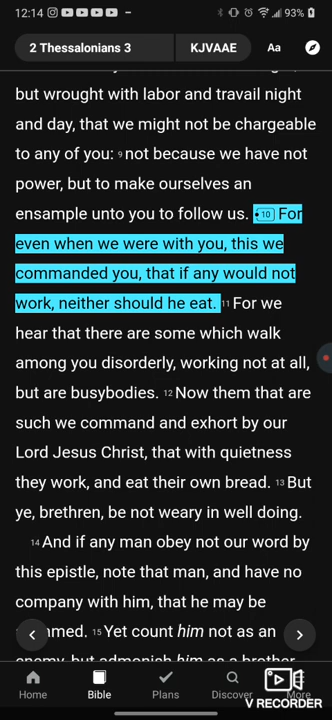 12:14
93%
2 Thessalonians 3
KJVAAE
Aa
but wrought with labor and travail night
and day, that we might not be chargeable
to any of you: 9 not because we have not
power, but to make ourselves an
ensample unto you to follow us. 10 For
even when we were with you, this we
commanded you, that if any would not
work, neither should he eat. 11 For we
hear that there are some which walk
among you disorderly, working not at all,
but are busybodies. 12 Now them that are
such we command and exhort by our
Lord Jesus Christ, that with quietness
they work, and eat their own bread. 13 But
ye, brethren, be not weary in well doing.
14 And if any man obey not our word by
this epistle, note that man, and have no
company with him, that he may be
15 Yet count him not as an
enemy, but admonish him as a brother
Home
Bible
Plans
Discover
More
V RECORDER